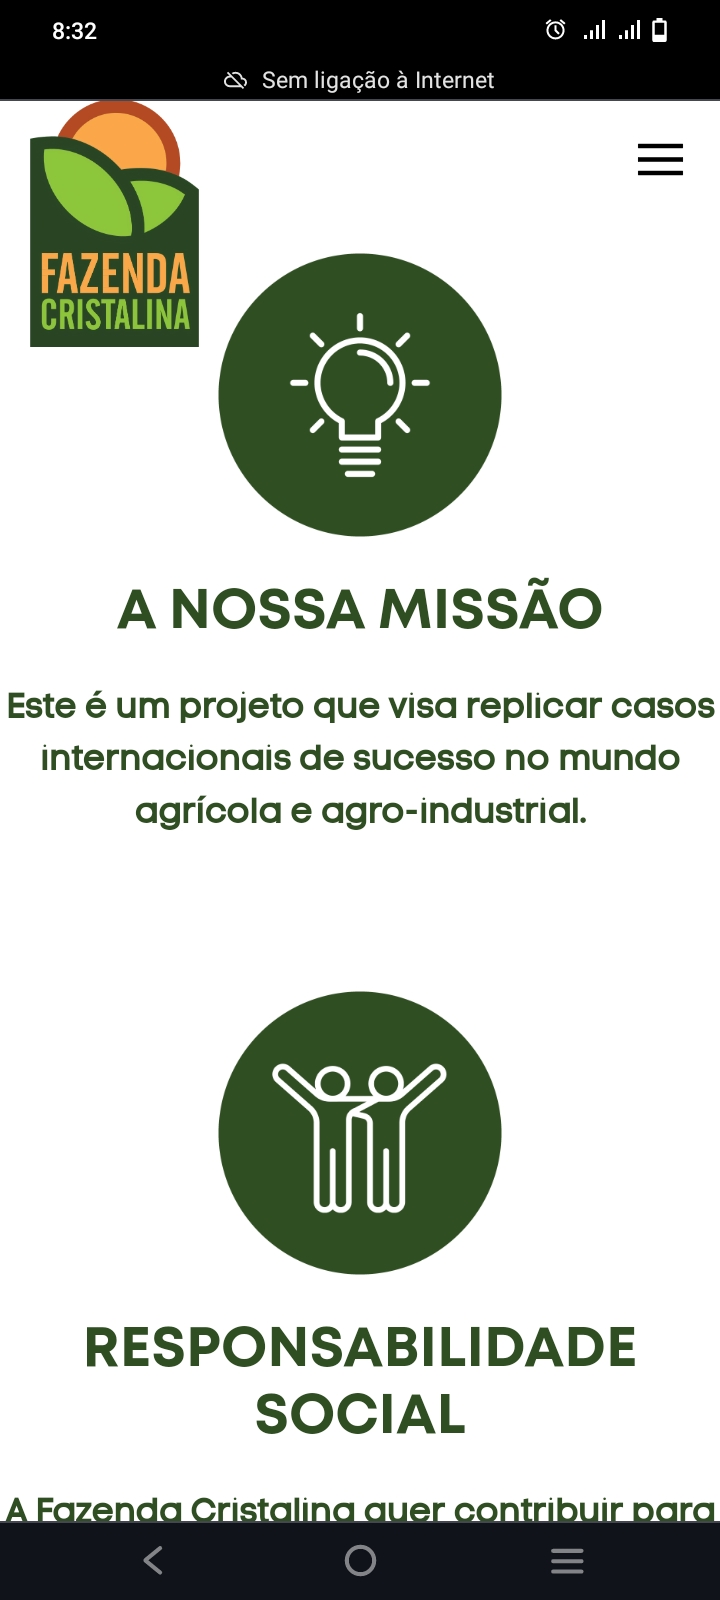 8:32
Sem ligação à Internet
FAZENDA
CRISTALINA
A NOSSA MISSÃO
Este é um projeto que visa replicar casos
internacionais de sucesso no mundo
agrícola e agro-industrial.
RESPONSABILIDADE
SOCIAL
A Fazenda Cristalina quer contribuir para